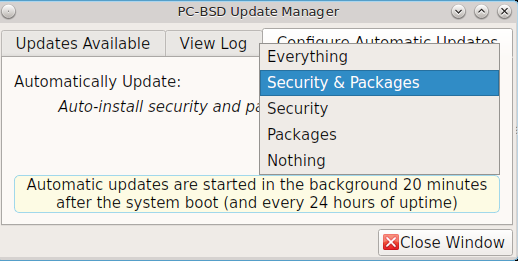 PC-BSD Update Manager
Updates Available
View Log
Configure Automatic Updates
Automatically Update:
Everything
Security & Packages
Auto-install security and
Security
Packages
Nothing
Automatic updates are started in the background 20 minutes
after the system boot (and every 24 hours of uptime)
Close Window